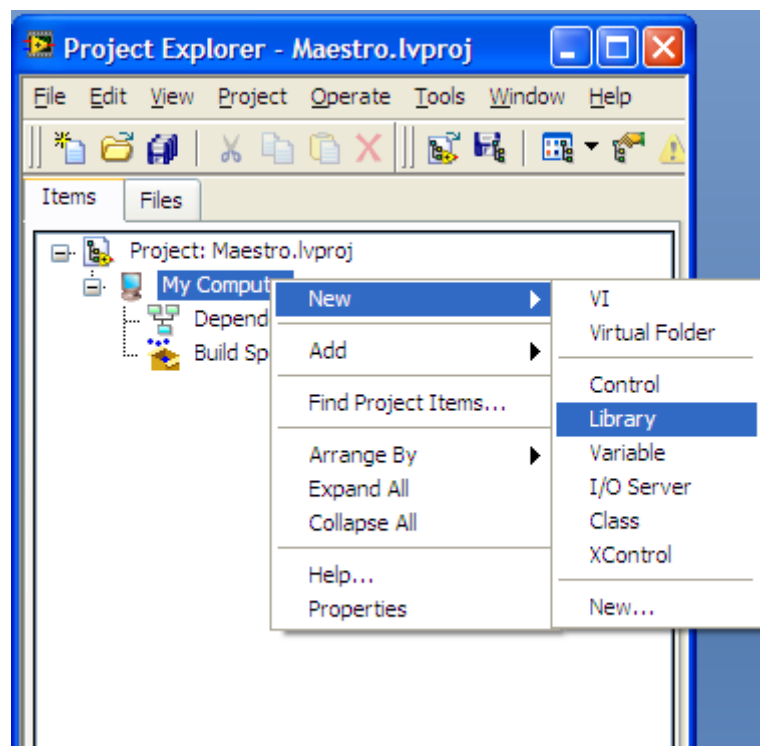 Project Explorer - Maestro.lvproj
File Edit View Project Operate Tools Window Help
Items Files
Project: Maestro.lvproj
My Compute
Depend
Build Sp
New
Add
Find Project Items...
Arrange By
Expand All
Collapse All
Help...
Properties
VI
Virtual Folder
Control
Library
Variable
I/O Server
Class
XControl
New...